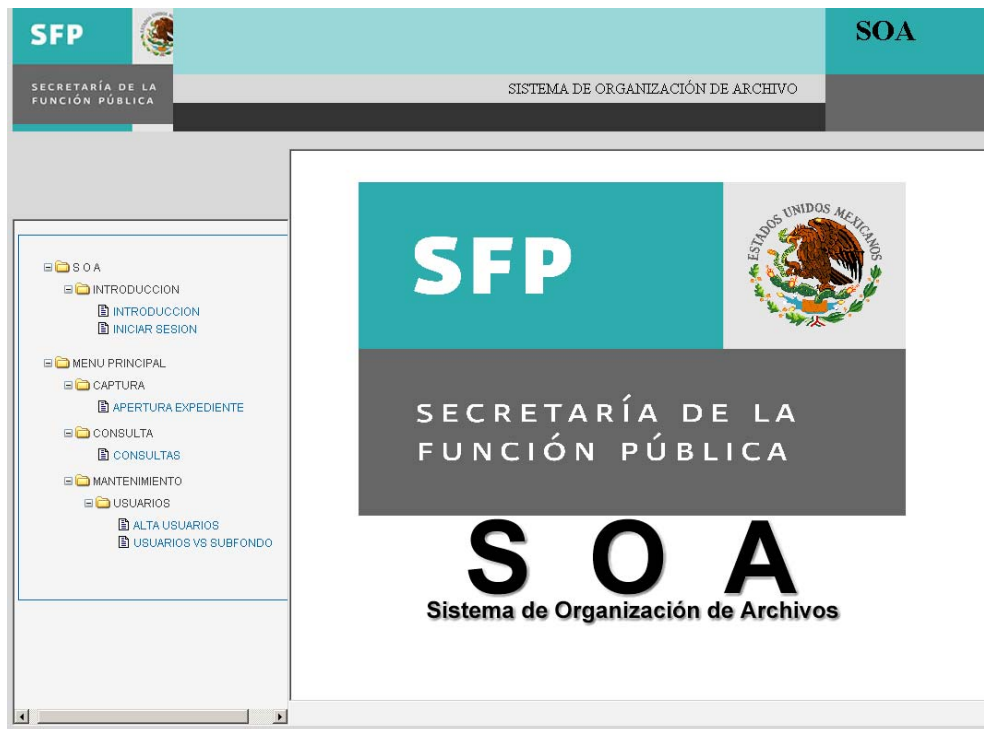 SFP
SECRETARÍA DE LA
FUNCIÓN PÚBLICA
SISTEMA DE ORGANIZACIÓN DE ARCHIVO
SOA
S O A
INTRODUCCION
INTRODUCCION
INICIAR SESION
MENU PRINCIPAL
CAPTURA
APERTURA EXPEDIENTE
CONSULTA
CONSULTAS
MANTENIMIENTO
USUARIOS
ALTA USUARIOS
USUARIOS VS SUBFONDO
SFP
ESTADOS UNIDOS MEXICANOS
SECRETARÍA DE LA
FUNCIÓN PÚBLICA
S O A
Sistema de Organización de Archivos